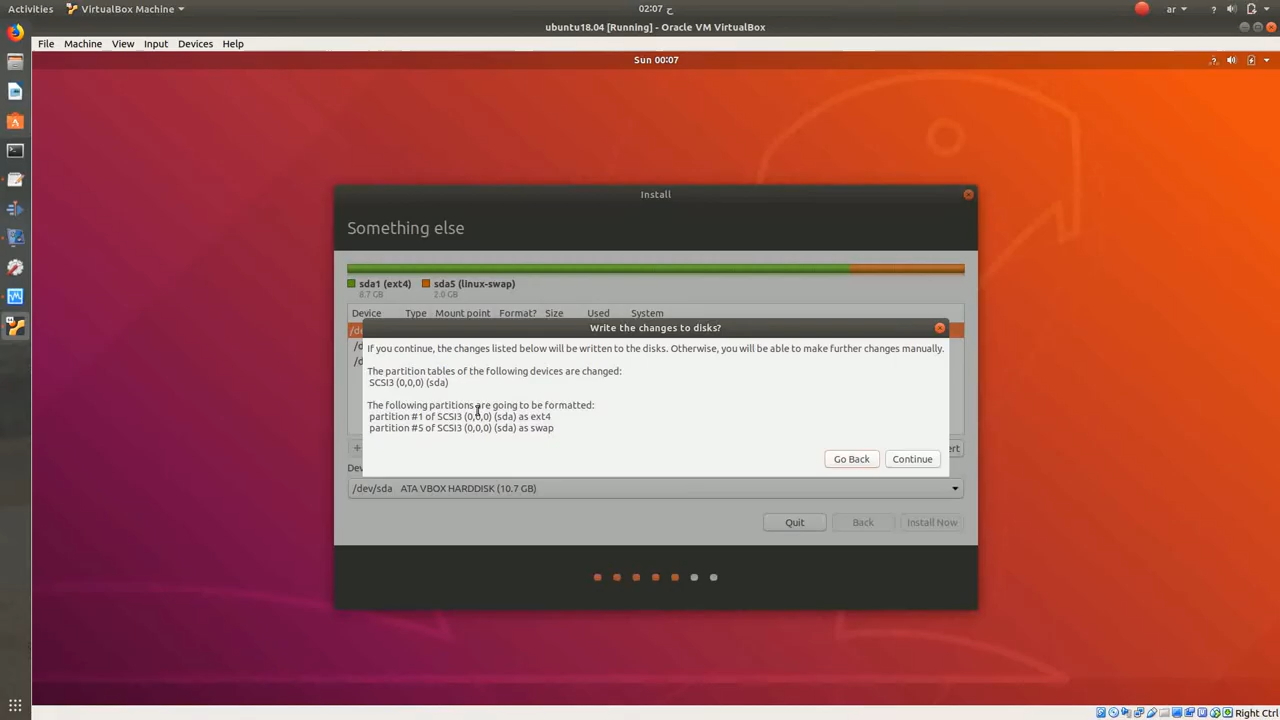 Activities
VirtualBox Machine
02:07 ح
ar
ubuntu18.04 [Running] - Oracle VM VirtualBox
File Machine View Input Devices Help
Sun 00:07
Install
Something else
sda1 (ext4) sda5 (linux-swap)
8.7 GB 2.0 GB
Device Type Mount point Format? Size Used System
Write the changes to disks?
If you continue, the changes listed below will be written to the disks. Otherwise, you will be able to make further changes manually.
The partition tables of the following devices are changed:
SCSI3 (0,0,0) (sda)
The following partitions are going to be formatted:
partition #1 of SCSI3 (0,0,0) (sda) as ext4
partition #5 of SCSI3 (0,0,0) (sda) as swap
Go Back Continue
/dev/sda ATA VBOX HARDDISK (10.7 GB)
Quit Back Install Now
Right Ctrl